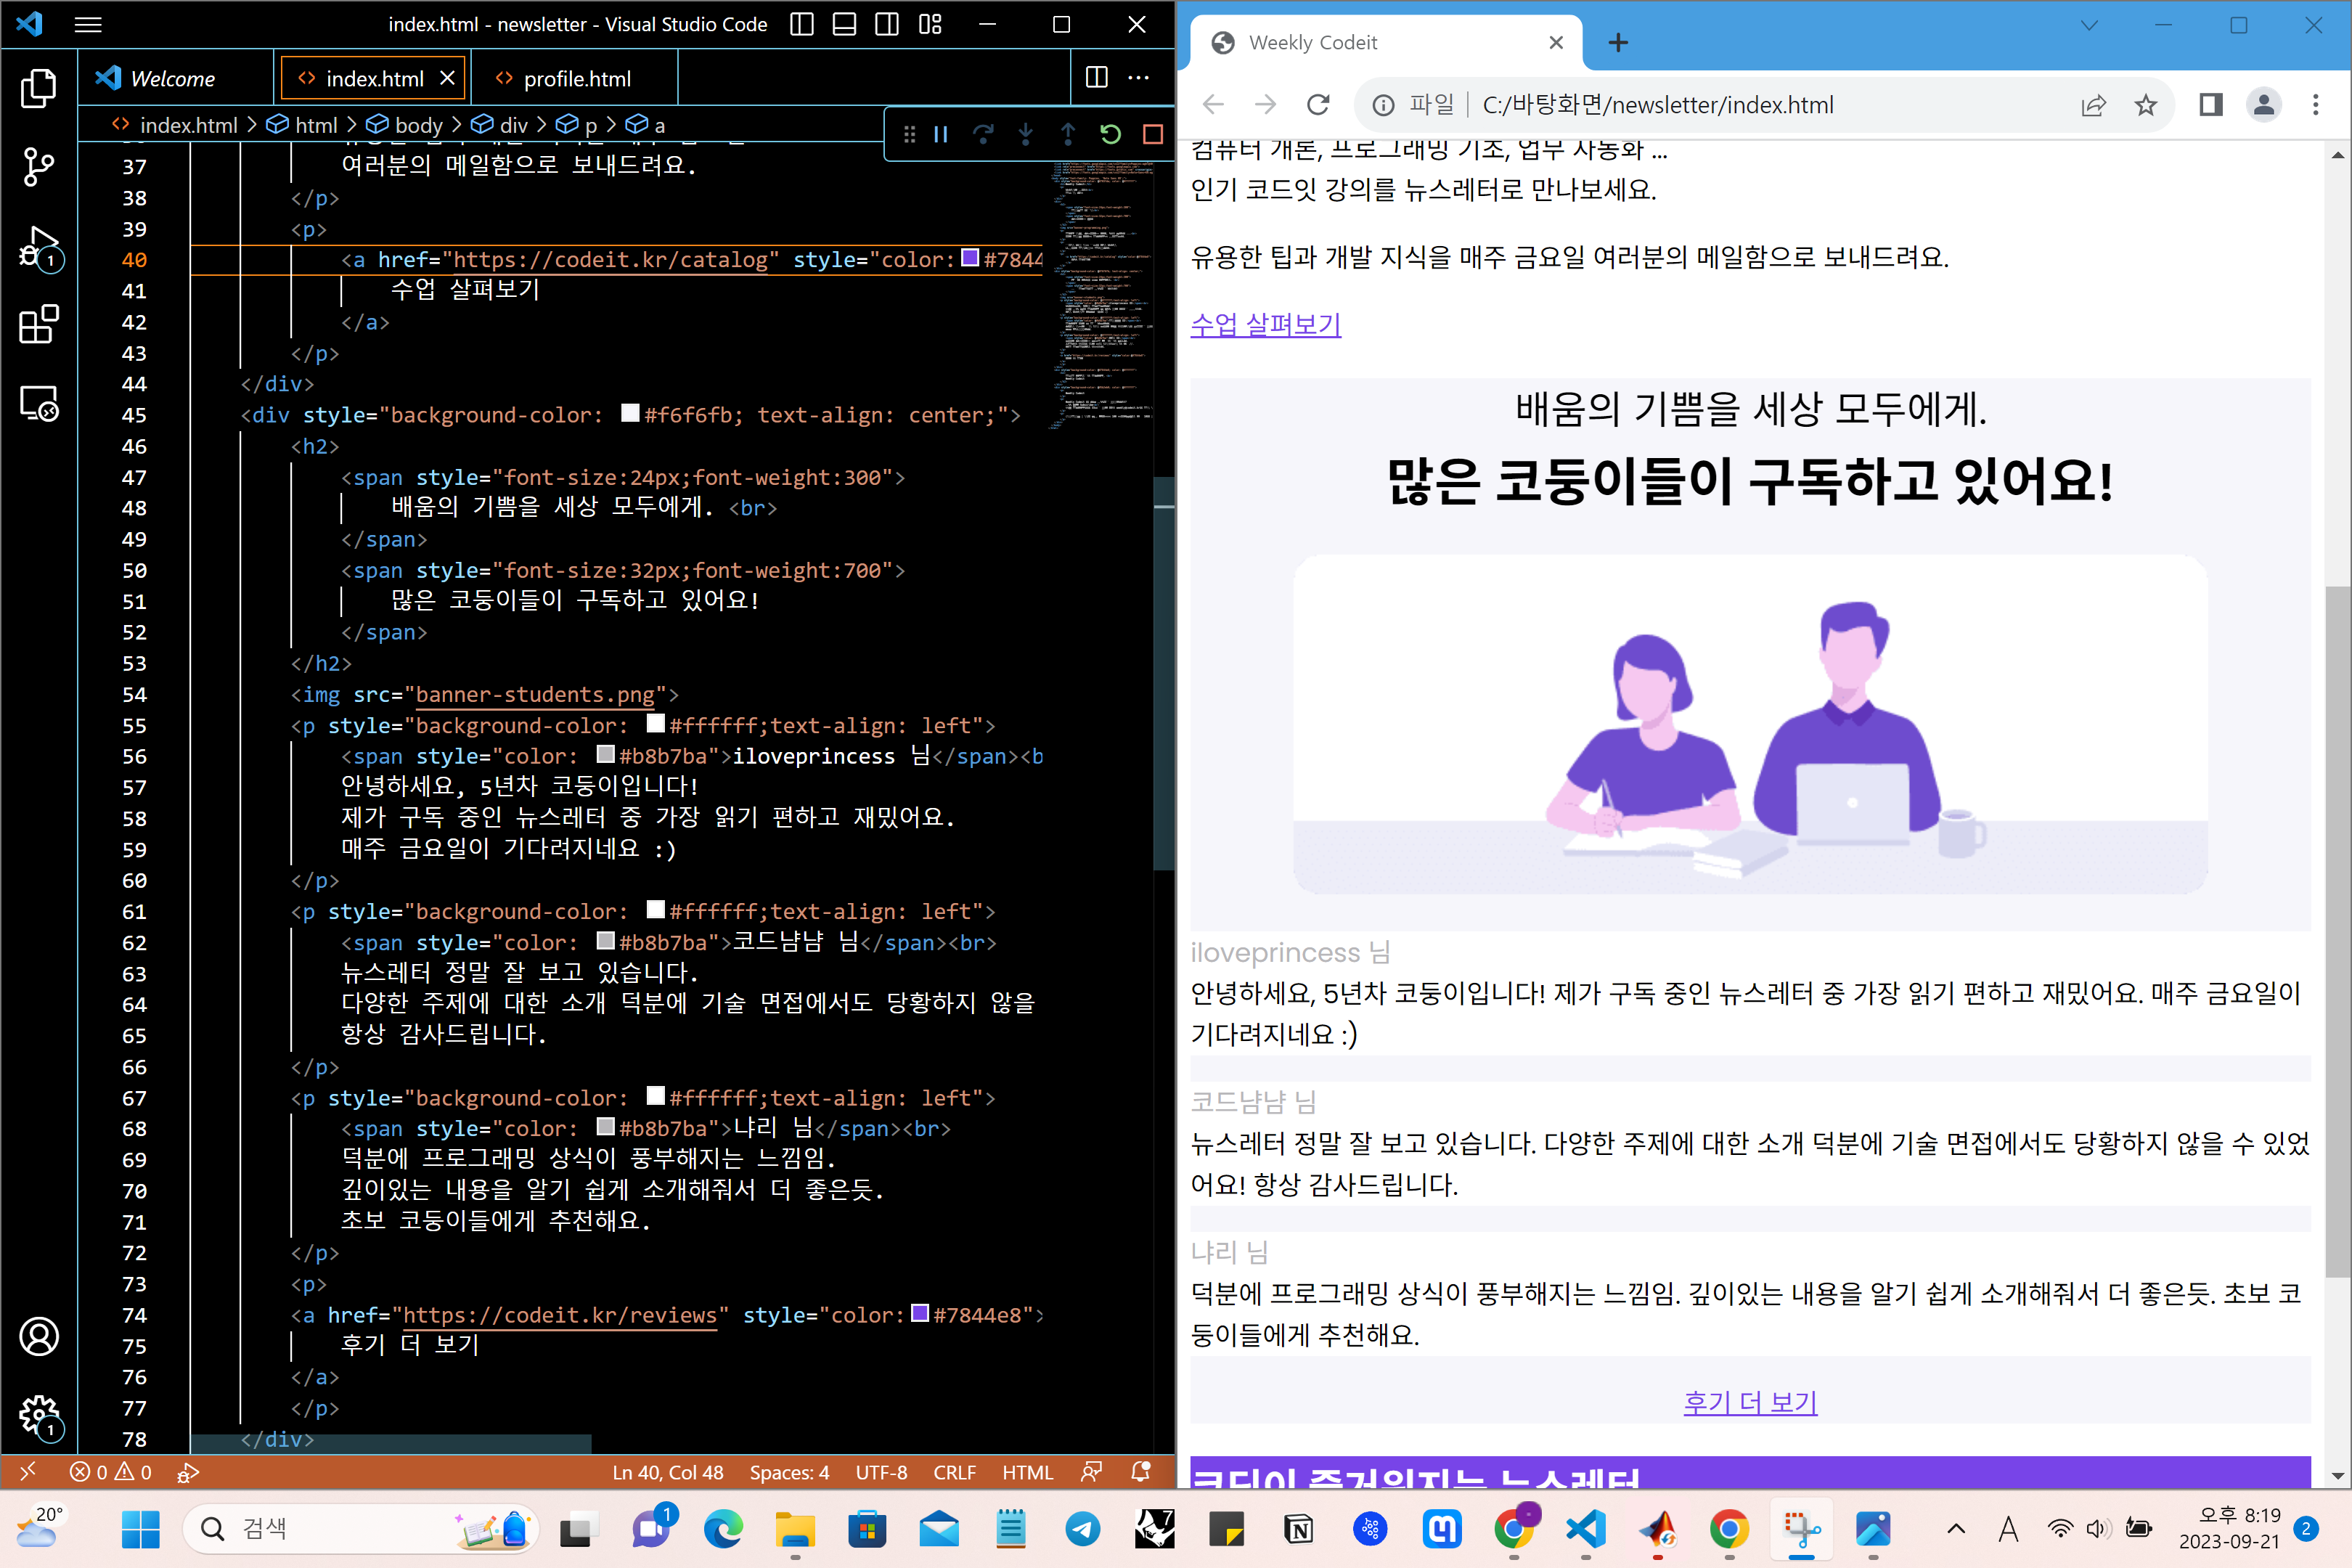 index.html - newsletter - Visual Studio Code
Welcome
index.html
profile.html
index.html > html > body > div > p > a
37 여러분의 메일함으로 보내드려요.
38 </p>
39 <p>
40 <a href="https://codeit.kr/catalog" style="color:#7844
41 수업 살펴보기
42 </a>
43 </p>
44 </div>
45 <div style="background-color: #f6f6fb; text-align: center;">
46 <h2>
47 <span style="font-size:24px;font-weight:300">
48 배움의 기쁨을 세상 모두에게. <br>
49 </span>
50 <span style="font-size:32px;font-weight:700">
51 많은 코둥이들이 구독하고 있어요!
52 </span>
53 </h2>
54 <img src="banner-students.png">
55 <p style="background-color: #ffffff;text-align: left">
56 <span style="color: #b8b7ba">iloveprincess 님</span><b
57 안녕하세요, 5년차 코둥이입니다!
58 제가 구독 중인 뉴스레터 중 가장 읽기 편하고 재밌어요.
59 매주 금요일이 기다려지네요 :)
60 </p>
61 <p style="background-color: #ffffff;text-align: left">
62 <span style="color: #b8b7ba">코드냠냠 님</span><br>
63 뉴스레터 정말 잘 보고 있습니다.
64 다양한 주제에 대한 소개 덕분에 기술 면접에서도 당황하지 않을
65 항상 감사드립니다.
66 </p>
67 <p style="background-color: #ffffff;text-align: left">
68 <span style="color: #b8b7ba">냐리 님</span><br>
69 덕분에 프로그래밍 상식이 풍부해지는 느낌임.
70 깊이있는 내용을 알기 쉽게 소개해줘서 더 좋은듯.
71 초보 코둥이들에게 추천해요.
72 </p>
73 <p>
74 <a href="https://codeit.kr/reviews" style="color:#7844e8">
75 후기 더 보기
76 </a>
77 </p>
78 </div>
1
1
0 0
Ln 40, Col 48 Spaces: 4 UTF-8 CRLF HTML
Weekly Codeit
파일 C:/바탕화면/newsletter/index.html
컴퓨터 개론, 프로그래밍 기초, 업무 자동화 ...
인기 코드잇 강의를 뉴스레터로 만나보세요.
유용한 팁과 개발 지식을 매주 금요일 여러분의 메일함으로 보내드려요.
수업 살펴보기
배움의 기쁨을 세상 모두에게.
많은 코둥이들이 구독하고 있어요!
iloveprincess 님
안녕하세요, 5년차 코둥이입니다! 제가 구독 중인 뉴스레터 중 가장 읽기 편하고 재밌어요. 매주 금요일이
기다려지네요 :)
코드냠냠 님
뉴스레터 정말 잘 보고 있습니다. 다양한 주제에 대한 소개 덕분에 기술 면접에서도 당황하지 않을 수 있었
어요! 항상 감사드립니다.
냐리 님
덕분에 프로그래밍 상식이 풍부해지는 느낌임. 깊이있는 내용을 알기 쉽게 소개해줘서 더 좋은듯. 초보 코
둥이들에게 추천해요.
후기 더 보기
코딩이 즐거워지는 뉴스레터
20°
검색
1
7
A
오후 8:19
2023-09-21
2